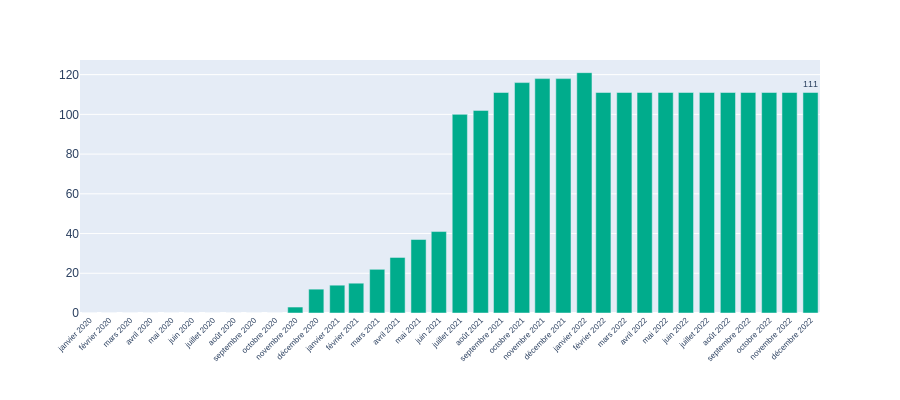 120
100
80
60
40
20
0
111
janvier 2020
février 2020
mars 2020
avril 2020
mai 2020
juin 2020
juillet 2020
août 2020
septembre 2020
octobre 2020
novembre 2020
décembre 2020
janvier 2021
février 2021
mars 2021
avril 2021
mai 2021
juin 2021
juillet 2021
août 2021
septembre 2021
octobre 2021
novembre 2021
décembre 2021
janvier 2022
février 2022
mars 2022
avril 2022
mai 2022
juin 2022
juillet 2022
août 2022
septembre 2022
octobre 2022
novembre 2022
décembre 2022